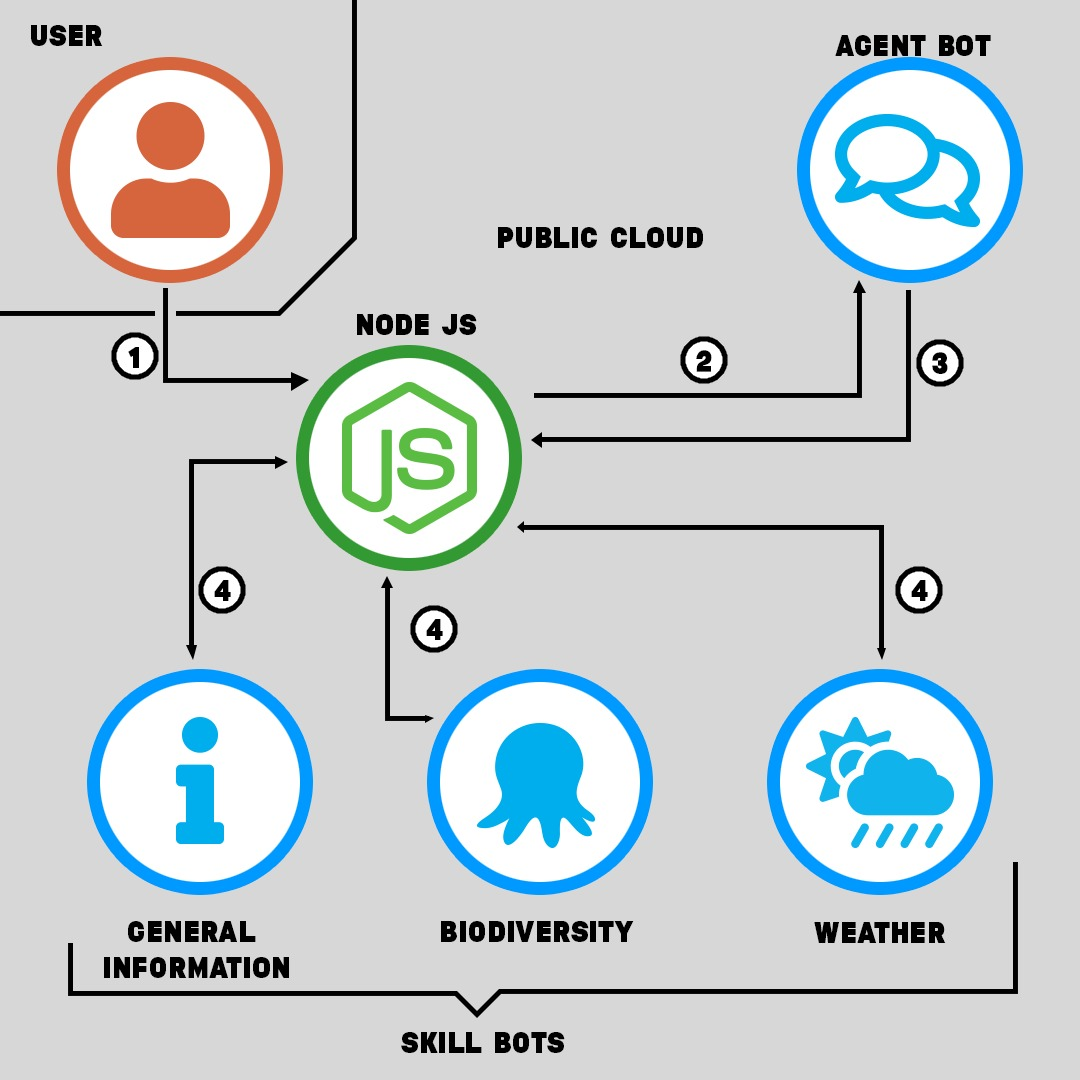 USER
AGENT BOT
PUBLIC CLOUD
NODE JS
1
2
3
JS
4
4
4
GENERAL
INFORMATION
BIODIVERSITY
WEATHER
SKILL BOTS